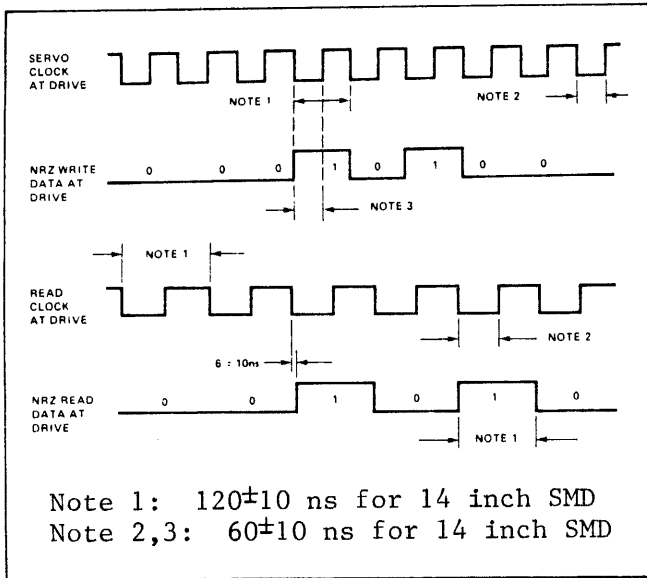 SERVO
CLOCK
AT DRIVE
NOTE 1
NOTE 2
NRZ WRITE
DATA AT
DRIVE
0 0 0 1 0 1 0 0
NOTE 3
NOTE 1
READ
CLOCK
AT DRIVE
NOTE 2
6 : 10ns
NRZ READ
DATA AT
DRIVE
0 0 1 0 1 0
NOTE 1
Note 1: 120±10 ns for 14 inch SMD
Note 2,3: 60±10 ns for 14 inch SMD